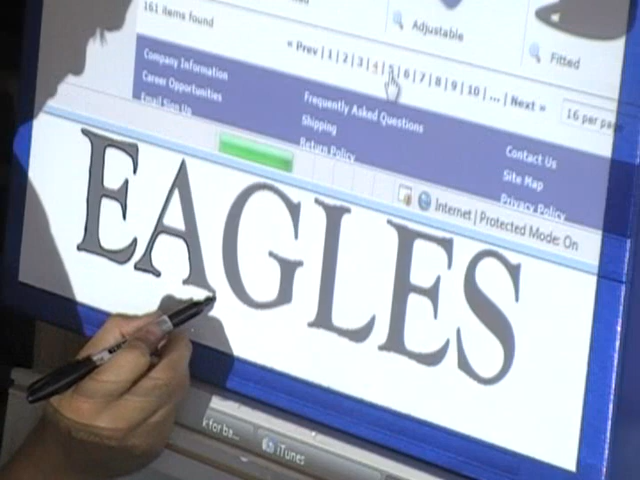 161 items found
Adjustable
Fitted
« Prev | 1 | 2 | 3 | 4 | 5 | 6 | 7 | 8 | 9 | 10 | ... | Next »
16 per page
Company Information
Career Opportunities
Email Sign Up
Frequently Asked Questions
Shipping
Return Policy
Contact Us
Site Map
Privacy Policy
Internet | Protected Mode: On
EAGLES
k for ba...
iTunes